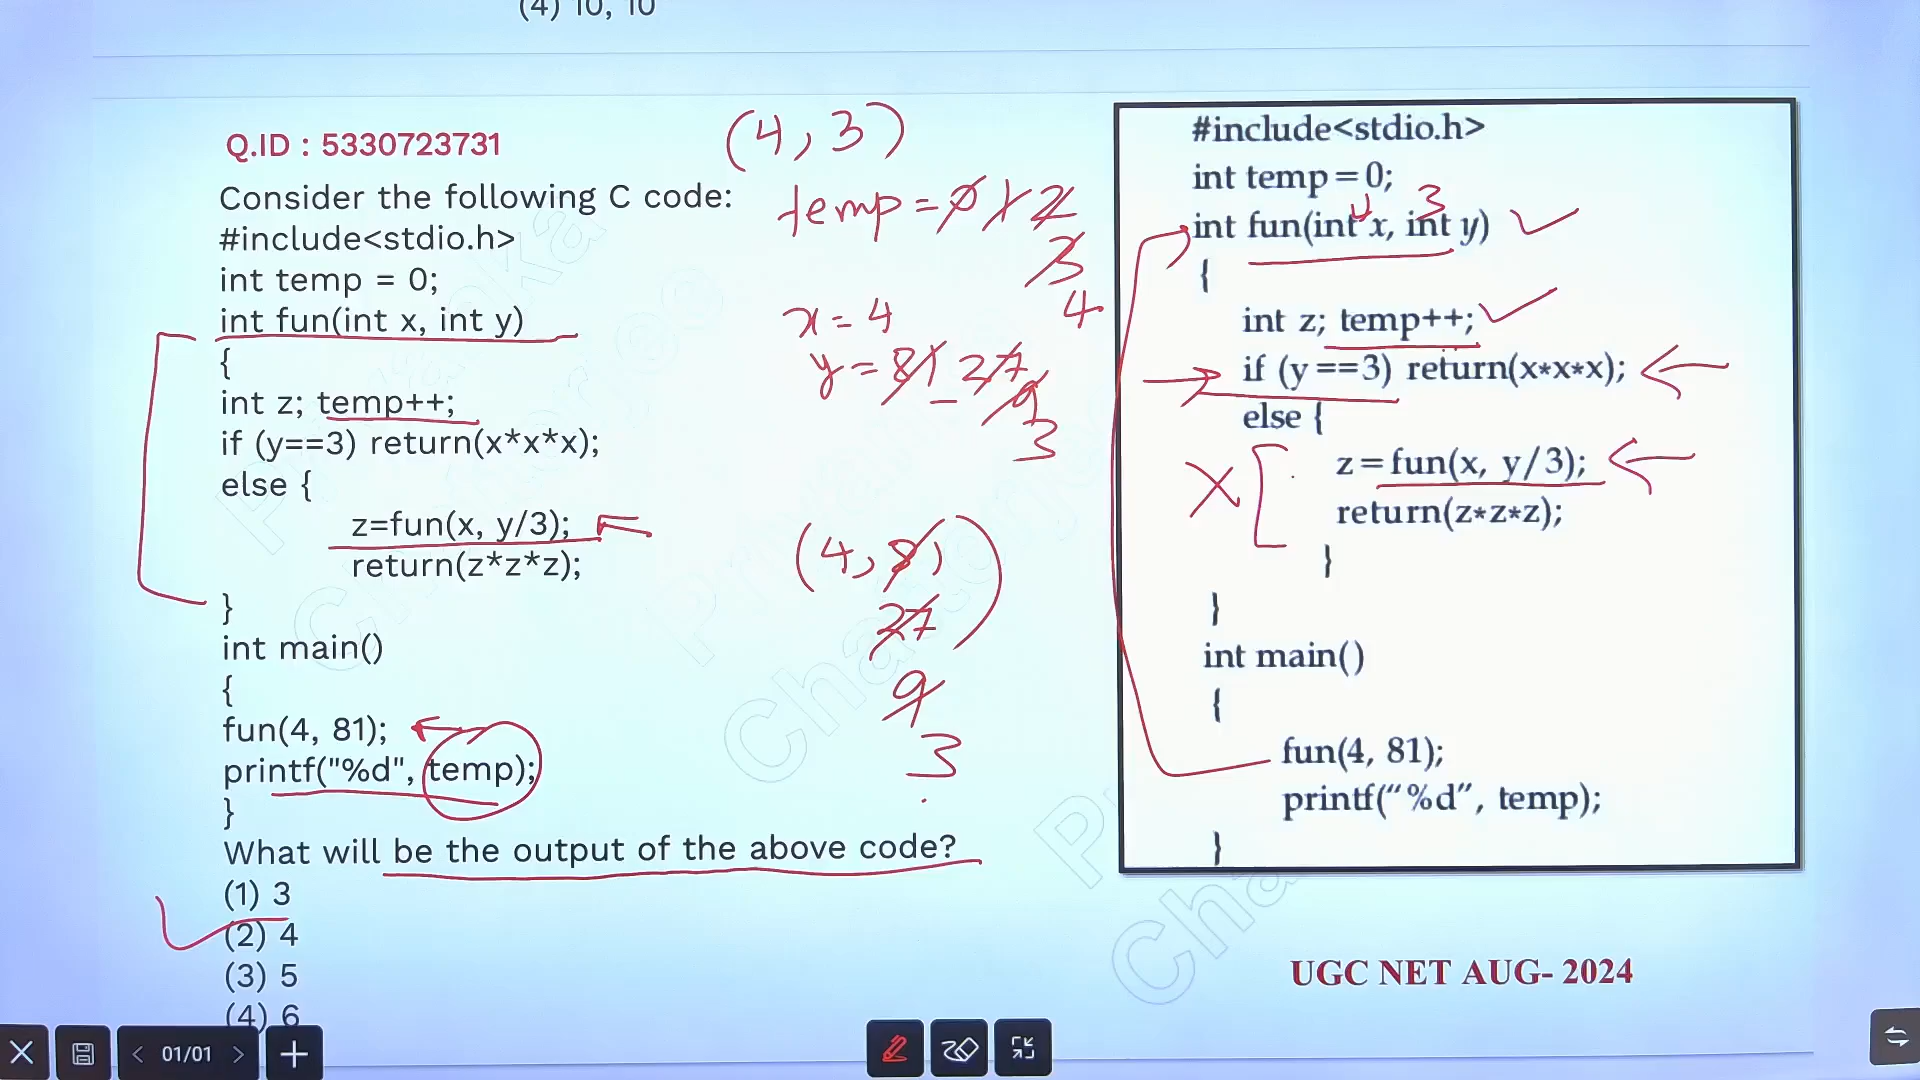 (4) 10, 10
Q.ID : 5330723731
Consider the following C code:
#include<stdio.h>
int temp = 0;
int fun(int x, int y)
{
int z; temp++;
if (y==3) return(x*x*x);
else {
z=fun(x, y/3);
return(z*z*z);
}
int main()
{
fun(4, 81);
printf("%d", temp);
}
What will be the output of the above code?
(1) 3
(2) 4
(3) 5
(4) 6
(4, 3)
temp = 0 1 2
3
4
x = 4
y = 81 27
9
3
(4, 81)
27
9
3
#include<stdio.h>
int temp=0;
4 3
int fun(int x, int y)
{
int z; temp++;
if (y==3) return(x*x*x);
else {
z=fun(x, y/3);
return(z*z*z);
}
}
int main()
{
fun(4, 81);
printf(“%d”, temp);
}
UGC NET AUG- 2024
01/01